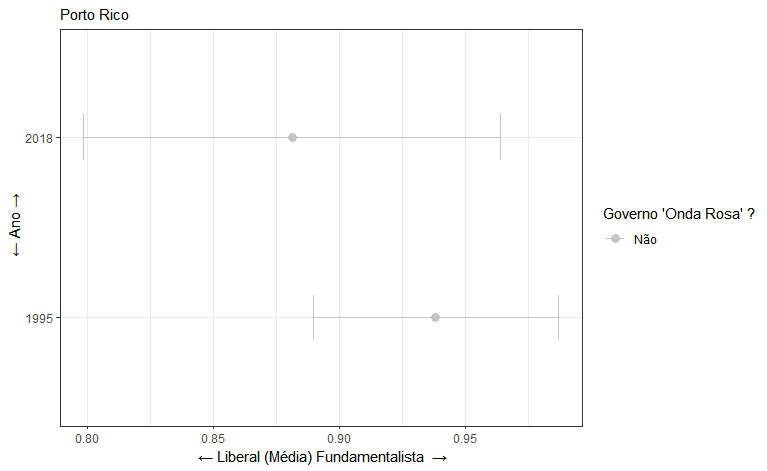 Porto Rico
2018
1995
← Ano →
0.80 0.85 0.90 0.95
← Liberal (Média) Fundamentalista →
Governo 'Onda Rosa' ?
Não